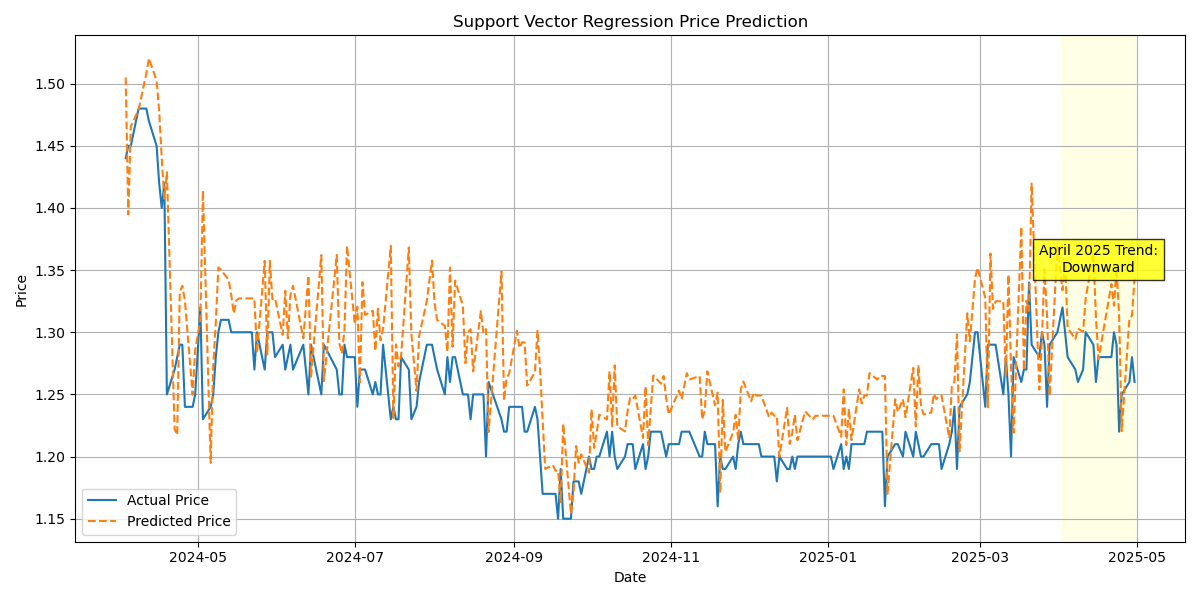 Support Vector Regression Price Prediction
Price
1.50
1.45
1.40
1.35
1.30
1.25
1.20
1.15
April 2025 Trend:
Downward
Actual Price
Predicted Price
2024-05
2024-07
2024-09
2024-11
2025-01
2025-03
2025-05
Date